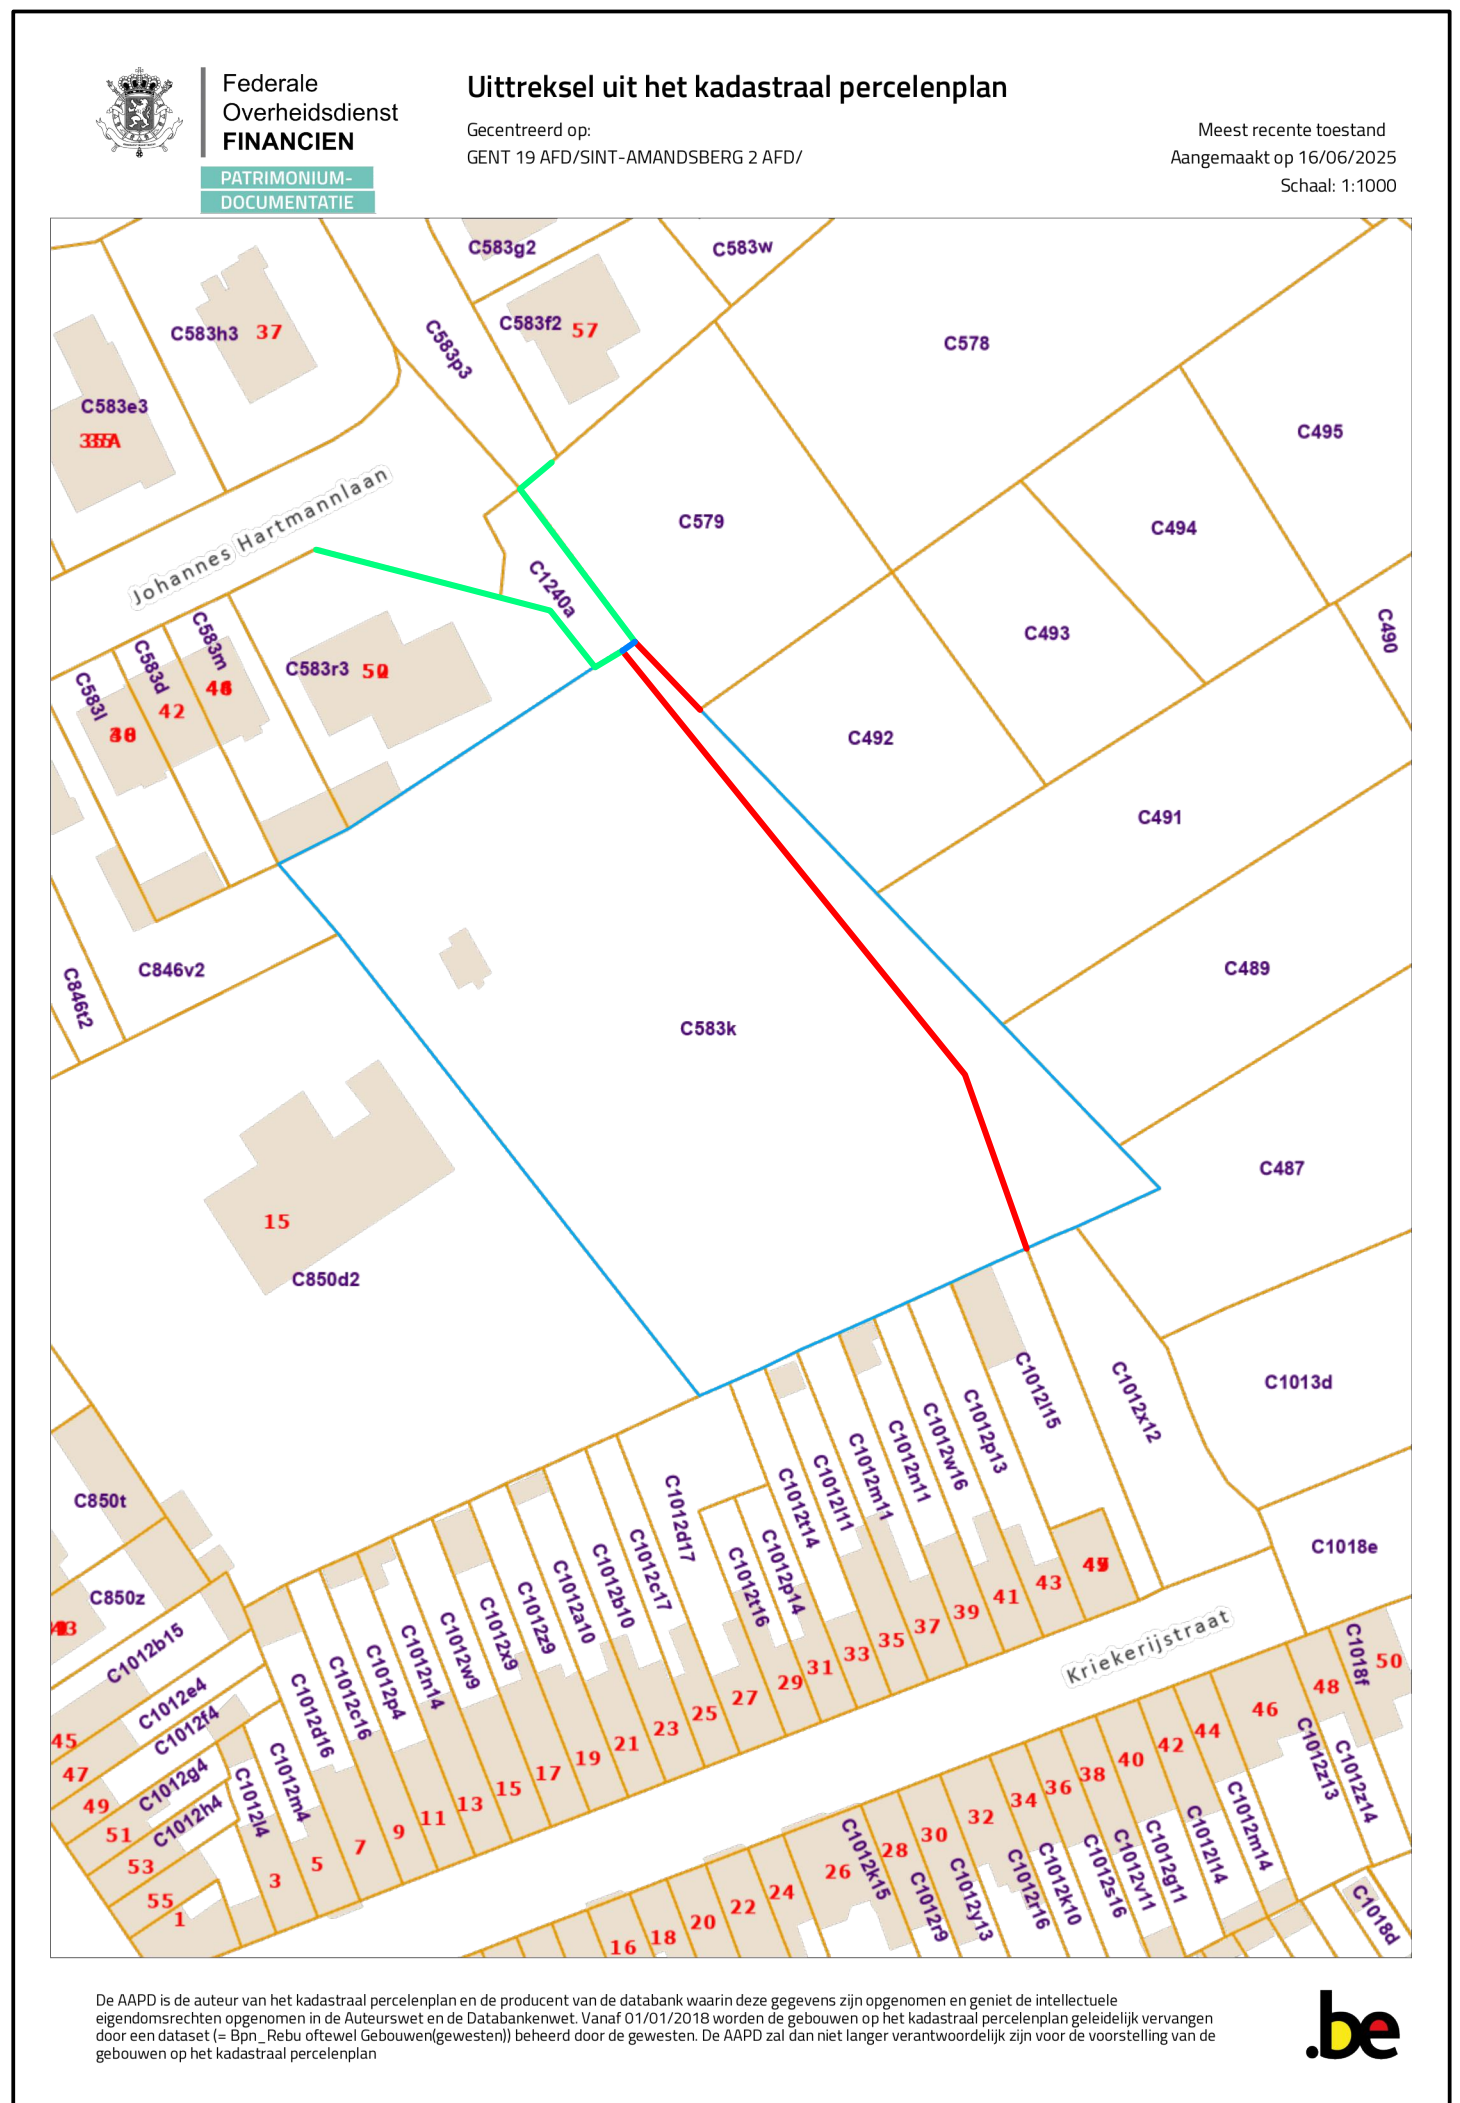 Federale
Overheidsdienst
FINANCIEN
PATRIMONIUM-
DOCUMENTATIE
Uittreksel uit het kadastraal percelenplan
Gecentreerd op:
GENT 19 AFD/SINT-AMANDSBERG 2 AFD/
Meest recente toestand
Aangemaakt op 16/06/2025
Schaal: 1:1000
C583g2
C583w
C583h3
37
C583p3
C583f2
57
C578
C583e3
C495
Johannes Hartmannlaan
C579
C494
C1240a
C493
C490
C583m
C583d
C583l
42
C583r3
C492
C491
C846v2
C846t2
C489
C583k
C487
15
C850d2
C1013d
C1012l15
C1012x12
C1012p13
C1012w16
C1012n11
C1012m11
C1012l11
C1012t14
C1012d17
C1012p14
C1012t16
C1012c17
C1012b10
C1012a10
C1012z9
C1012x9
C1012w9
C1012n14
C1012p4
C1012c16
C1012d16
C850t
C850z
C1018e
C1012b15
C1012e4
C1012f4
C1012g4
C1012h4
C1012l4
C1012m4
45
47
49
51
53
55
1
3
5
7
9
11
13
15
17
19
21
23
25
27
29
31
33
35
37
39
41
43
Kriekerijstraat
C1018f
50
48
46
44
42
40
38
36
34
32
30
28
26
24
22
20
18
16
C1012z13
C1012z14
C1012m14
C1012l14
C1012g11
C1012v11
C1012s16
C1012k10
C1012r16
C1012y13
C1012r9
C1012k15
C1018d
De AAPD is de auteur van het kadastraal percelenplan en de producent van de databank waarin deze gegevens zijn opgenomen en geniet de intellectuele
eigendomsrechten opgenomen in de Auteurswet en de Databankenwet. Vanaf 01/01/2018 worden de gebouwen op het kadastraal percelenplan geleidelijk vervangen
door een dataset (= Bpn_Rebu oftewel Gebouwen(gewesten)) beheerd door de gewesten. De AAPD zal dan niet langer verantwoordelijk zijn voor de voorstelling van de
gebouwen op het kadastraal percelenplan
.be